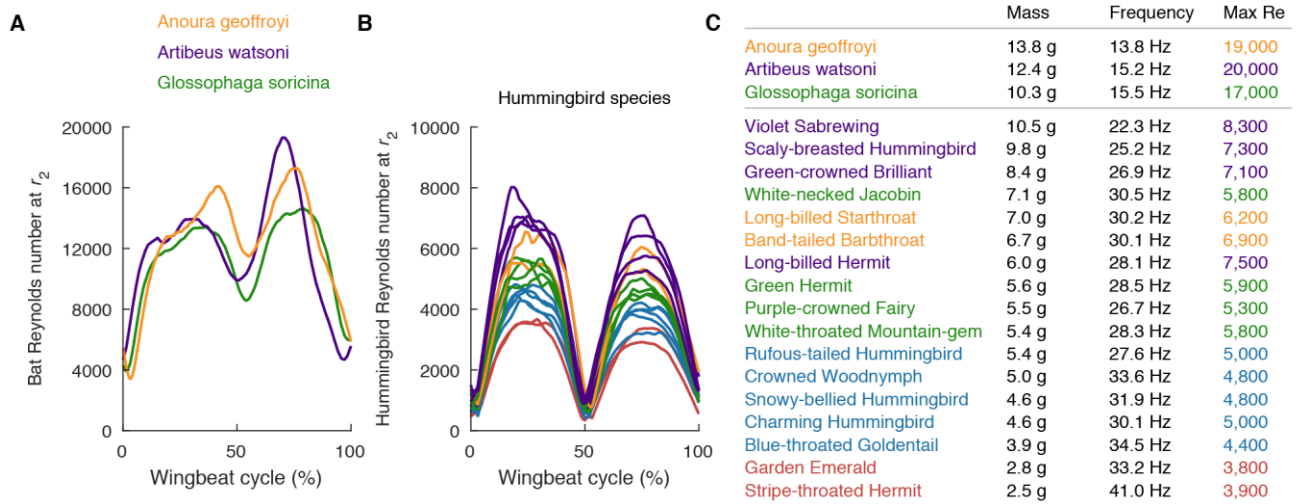 A
Anoura geoffroyi
Artibeus watsoni
Glossophaga soricina
Bat Reynolds number at r2
20000
16000
12000
8000
4000
0
0 50 100
Wingbeat cycle (%)
B
Hummingbird species
Hummingbird Reynolds number at r2
10000
8000
6000
4000
2000
0
0 50 100
Wingbeat cycle (%)
C
Mass Frequency Max Re
Anoura geoffroyi 13.8 g 13.8 Hz 19,000
Artibeus watsoni 12.4 g 15.2 Hz 20,000
Glossophaga soricina 10.3 g 15.5 Hz 17,000
Violet Sabrewing 10.5 g 22.3 Hz 8,300
Scaly-breasted Hummingbird 9.8 g 25.2 Hz 7,300
Green-crowned Brilliant 8.4 g 26.9 Hz 7,100
White-necked Jacobin 7.1 g 30.5 Hz 5,800
Long-billed Starthroat 7.0 g 30.2 Hz 6,200
Band-tailed Barbthroat 6.7 g 30.1 Hz 6,900
Long-billed Hermit 6.0 g 28.1 Hz 7,500
Green Hermit 5.6 g 28.5 Hz 5,900
Purple-crowned Fairy 5.5 g 26.7 Hz 5,300
White-throated Mountain-gem 5.4 g 28.3 Hz 5,800
Rufous-tailed Hummingbird 5.4 g 27.6 Hz 5,000
Crowned Woodnymph 5.0 g 33.6 Hz 4,800
Snowy-bellied Hummingbird 4.6 g 31.9 Hz 4,800
Charming Hummingbird 4.6 g 30.1 Hz 5,000
Blue-throated Goldentail 3.9 g 34.5 Hz 4,400
Garden Emerald 2.8 g 33.2 Hz 3,800
Stripe-throated Hermit 2.5 g 41.0 Hz 3,900